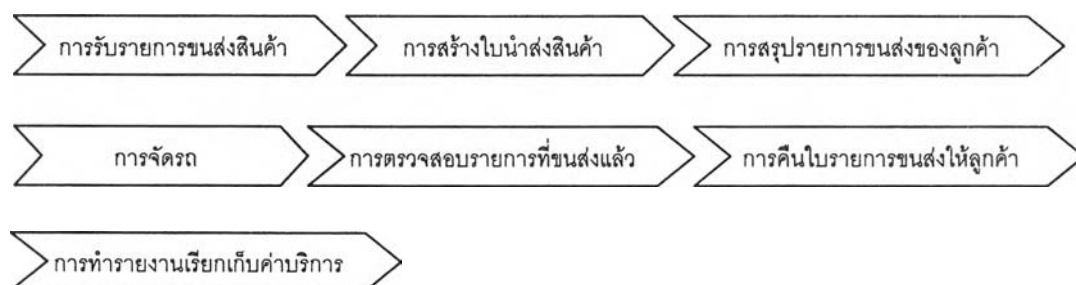 การรับรายการขนส่งสินค้า การสร้างใบนำส่งสินค้า การสรุปรายการขนส่งของลูกค้า
การจัดรถ การตรวจสอบรายการที่ขนส่งแล้ว การคืนใบรายการขนส่งให้ลูกค้า
การทำรายงานเรียกเก็บค่าบริการ